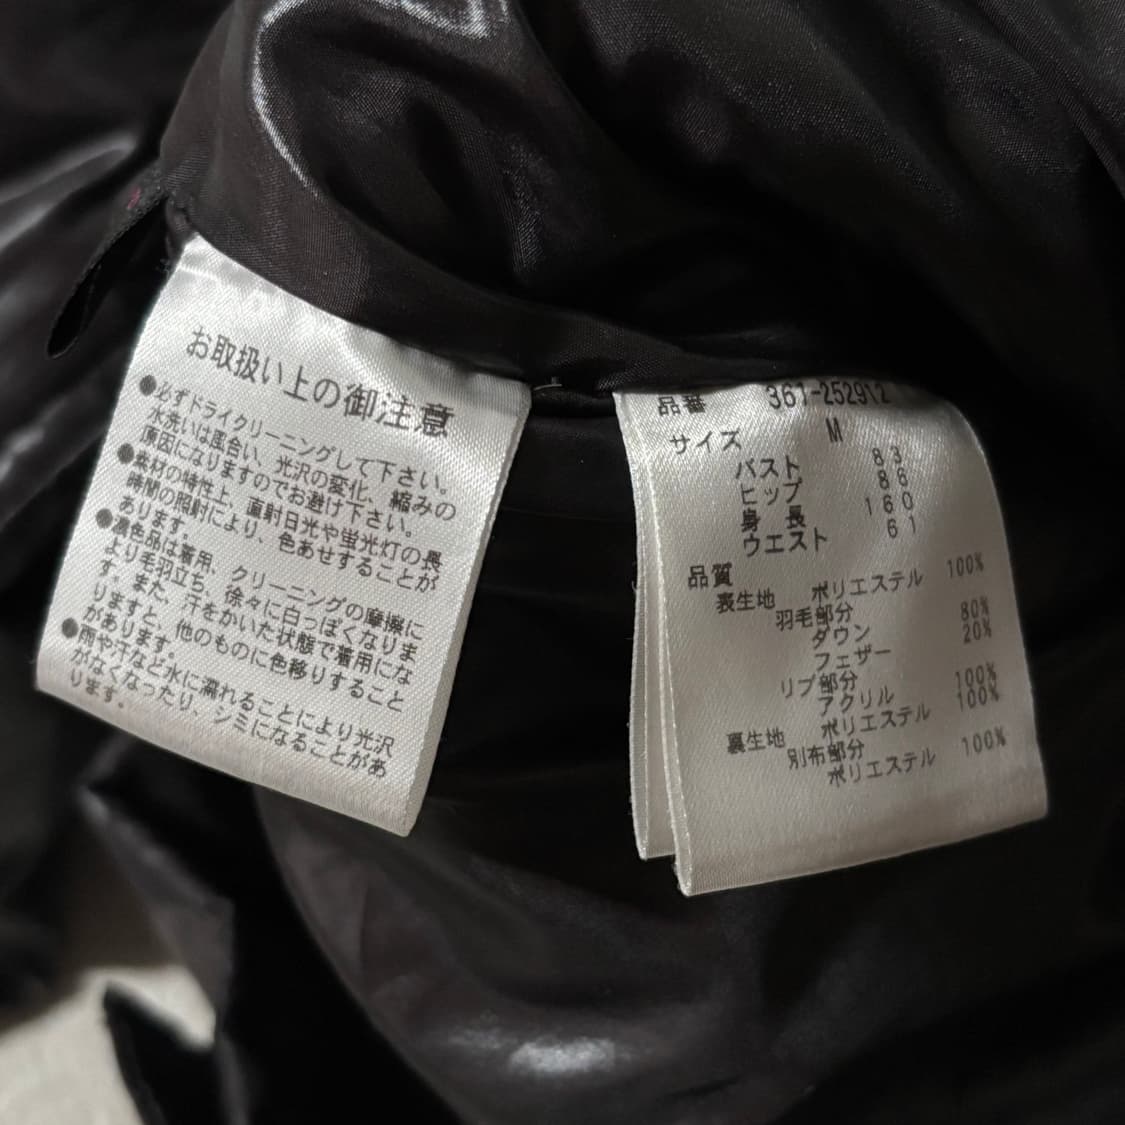 お取扱い上の御注意
●必ずドライクリーニングして下さい。
水洗いは風合い、光沢の変化、縮みの
原因になりますのでお避け下さい。
●素材の特性上、直射日光や蛍光灯の長
時間の照射により、色あせすることが
あります。
●濃色品は着用、クリーニングの摩擦に
より毛羽立ち、徐々に白っぽくなりま
す。また、汗をかいた状態で着用にな
りますと、他のものに色移りすること
があります。
●雨や汗など水に濡れることにより光沢
がなくなったり、シミになることがあ
ります。
品番 361-252912
サイズ M
バスト 83
ヒップ 86
身長 160
ウエスト 61
品質
表生地 ポリエステル 100%
羽毛部分
ダウン 80%
フェザー 20%
リブ部分
アクリル 100%
裏生地 ポリエステル 100%
別布部分
ポリエステル 100%